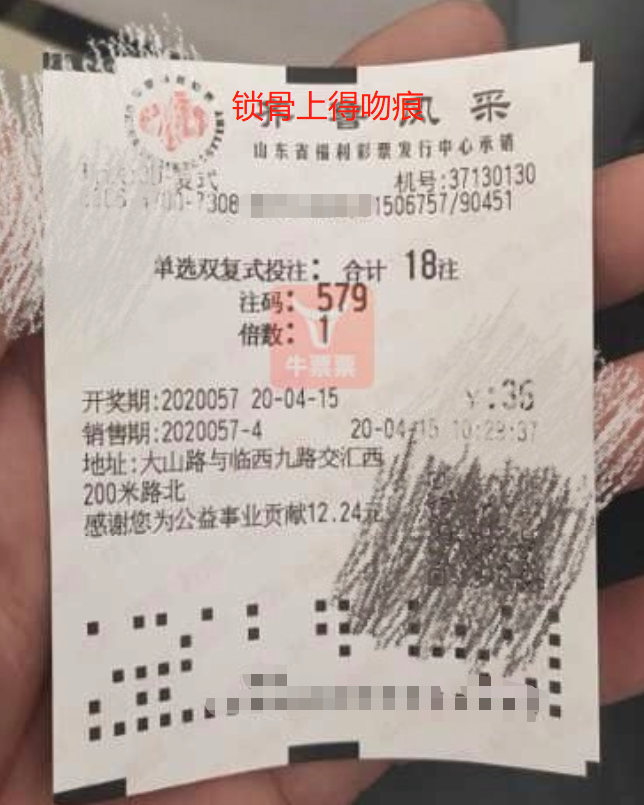 锁骨上得吻痕
齐鲁风采
山东省福利彩票发行中心承销
机号:37130130
7308 1506757/90451
单选双复式投注: 合计 18注
注码: 579
倍数: 1
牛票票
开奖期:2020057 20-04-15
¥:36
销售期:2020057-4 20-04-15 10:29:37
地址:大山路与临西九路交汇西
200米路北
感谢您为公益事业贡献12.24元